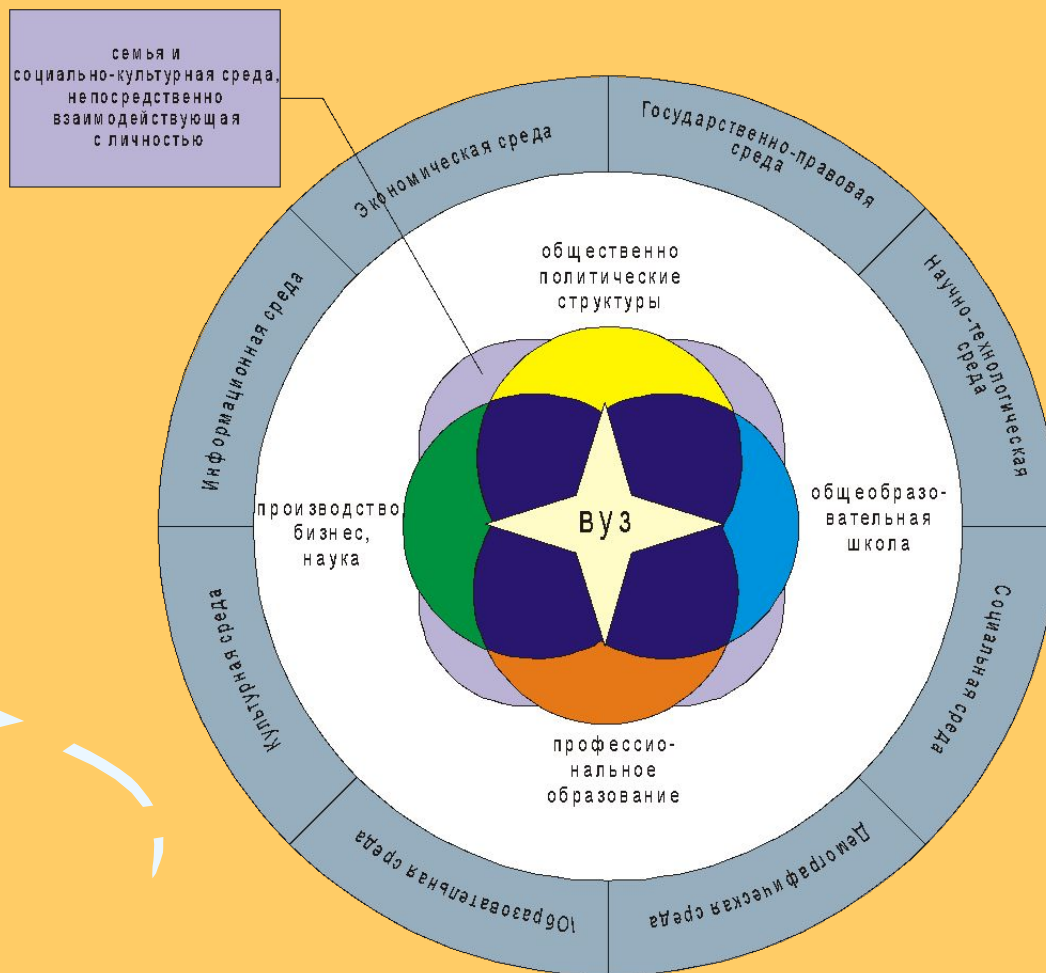 семья и
социально-культурная среда,
непосредственно
взаимодействующая
с личностью
Экономическая среда
Государственно-правовая
среда
Научно-технологическая
среда
Социальная среда
Демографическая среда
Юбразовательная среда
Культурная среда
Информационная среда
общественно
политические
структуры
производство,
бизнес,
наука
ВУЗ
общеобразо-
вательная
школа
профессио-
нальное
образование